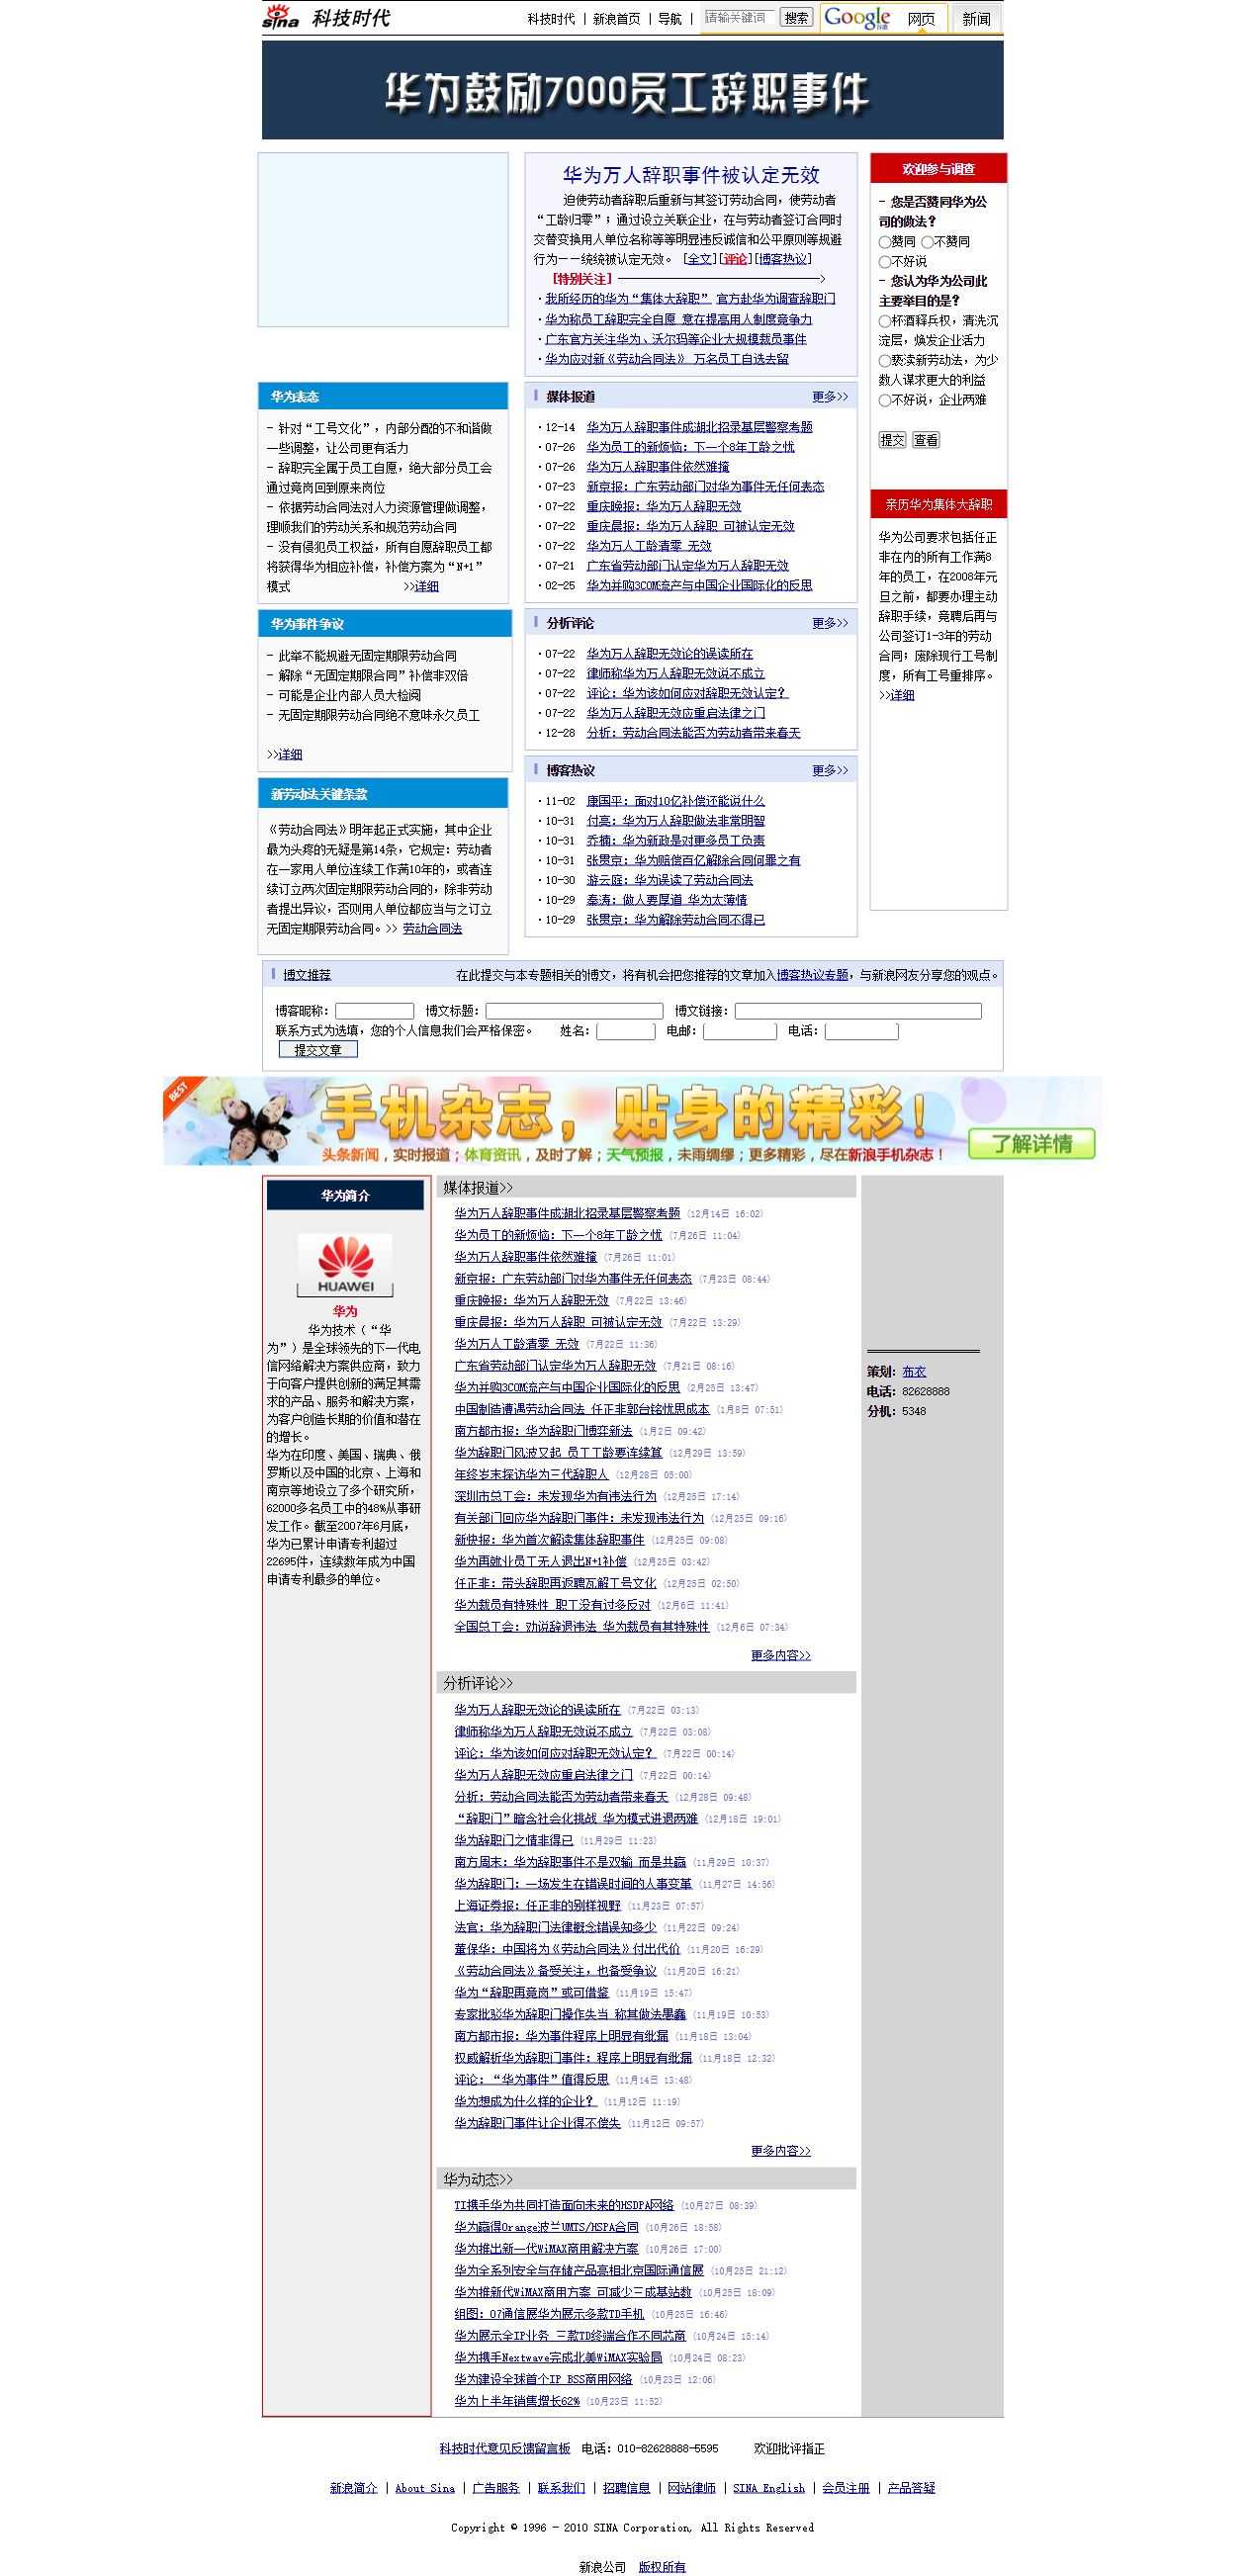 sina 科技时代
科技时代 | 新浪首页 | 导航 | 请输关键词 搜索 Google 谷歌 网页 新闻
华为鼓励7000员工辞职事件
华为万人辞职事件被认定无效
迫使劳动者辞职后重新与其签订劳动合同，使劳动者
“工龄归零”；通过设立关联企业，在与劳动者签订合同时
交替变换用人单位名称等等明显违反诚信和公平原则等规避
行为——统统被认定无效。 [全文][评论][博客热议]
[特别关注] ————————>
·我所经历的华为“集体大辞职” 官方赴华为调查辞职门
·华为称员工辞职完全自愿 意在提高用人制度竞争力
·广东官方关注华为、沃尔玛等企业大规模裁员事件
·华为应对新《劳动合同法》 万名员工自选去留
欢迎参与调查
- 您是否赞同华为公
司的做法？
赞同 不赞同
不好说
- 您认为华为公司此
主要举目的是？
杯酒释兵权，清洗沉
淀层，焕发企业活力
亵渎新劳动法，为少
数人谋求更大的利益
不好说，企业两难
提交 查看
亲历华为集体大辞职
华为公司要求包括任正
非在内的所有工作满8
年的员工，在2008年元
旦之前，都要办理主动
辞职手续，竞聘后再与
公司签订1-3年的劳动
合同；废除现行工号制
度，所有工号重排序。
>>详细
华为表态
- 针对“工号文化”，内部分配的不和谐做
一些调整，让公司更有活力
- 辞职完全属于员工自愿，绝大部分员工会
通过竞岗回到原来岗位
- 依据劳动合同法对人力资源管理做调整，
理顺我们的劳动关系和规范劳动合同
- 没有侵犯员工权益，所有自愿辞职员工都
将获得华为相应补偿，补偿方案为“N+1”
模式 >>详细
华为事件争议
- 此举不能规避无固定期限劳动合同
- 解除“无固定期限合同”补偿非双倍
- 可能是企业内部人员大检阅
- 无固定期限劳动合同绝不意味永久员工
>>详细
新劳动法关键条款
《劳动合同法》明年起正式实施，其中企业
最为头疼的无疑是第14条，它规定：劳动者
在一家用人单位连续工作满10年的，或者连
续订立两次固定期限劳动合同的，除非劳动
者提出异议，否则用人单位都应当与之订立
无固定期限劳动合同。>> 劳动合同法
媒体报道 更多>>
·12-14 华为万人辞职事件成湖北招录基层警察考题
·07-26 华为员工的新烦恼：下一个8年工龄之忧
·07-26 华为万人辞职事件依然难掩
·07-23 新京报：广东劳动部门对华为事件无任何表态
·07-22 重庆晚报：华为万人辞职无效
·07-22 重庆晨报：华为万人辞职 可被认定无效
·07-22 华为万人工龄清零 无效
·07-21 广东省劳动部门认定华为万人辞职无效
·02-25 华为并购3COM流产与中国企业国际化的反思
分析评论 更多>>
·07-22 华为万人辞职无效论的误读所在
·07-22 律师称华为万人辞职无效说不成立
·07-22 评论：华为该如何应对辞职无效认定？
·07-22 华为万人辞职无效应重启法律之门
·12-28 分析：劳动合同法能否为劳动者带来春天
博客热议 更多>>
·11-02 康国平：面对10亿补偿还能说什么
·10-31 付亮：华为万人辞职做法非常明智
·10-31 乔楠：华为新政是对更多员工负责
·10-31 张贯京：华为赔偿百亿解除合同何罪之有
·10-30 游云庭：华为误读了劳动合同法
·10-29 秦涛：做人要厚道 华为太薄情
·10-29 张贯京：华为解除劳动合同不得已
博文推荐 在此提交与本专题相关的博文，将有机会把您推荐的文章加入博客热议专题，与新浪网友分享您的观点。
博客昵称： 博文标题： 博文链接：
联系方式为选填，您的个人信息我们会严格保密。 姓名： 电邮： 电话：
提交文章
BEST 手机杂志，贴身的精彩！
头条新闻，实时报道；体育资讯，及时了解；天气预报，未雨绸缪；更多精彩，尽在新浪手机杂志！ 了解详情
华为简介
HUAWEI
华为
华为技术（“华
为”）是全球领先的下一代电
信网络解决方案供应商，致力
于向客户提供创新的满足其需
求的产品、服务和解决方案，
为客户创造长期的价值和潜在
的增长。
华为在印度、美国、瑞典、俄
罗斯以及中国的北京、上海和
南京等地设立了多个研究所，
62000多名员工中的48%从事研
发工作。截至2007年6月底，
华为已累计申请专利超过
22695件，连续数年成为中国
申请专利最多的单位。
媒体报道>>
华为万人辞职事件成湖北招录基层警察考题 (12月14日 16:02)
华为员工的新烦恼：下一个8年工龄之忧 (7月26日 11:04)
华为万人辞职事件依然难掩 (7月26日 11:01)
新京报：广东劳动部门对华为事件无任何表态 (7月23日 08:44)
重庆晚报：华为万人辞职无效 (7月22日 13:46)
重庆晨报：华为万人辞职 可被认定无效 (7月22日 13:29)
华为万人工龄清零 无效 (7月22日 11:36)
广东省劳动部门认定华为万人辞职无效 (7月21日 08:16)
华为并购3COM流产与中国企业国际化的反思 (2月25日 13:47)
中国制造遭遇劳动合同法 任正非郭台铭忧思成本 (1月8日 07:51)
南方都市报：华为辞职门博弈新法 (1月2日 09:42)
华为辞职门风波又起 员工工龄要连续算 (12月29日 13:59)
年终岁末探访华为三代辞职人 (12月28日 05:00)
深圳市总工会：未发现华为有违法行为 (12月25日 17:14)
有关部门回应华为辞职门事件：未发现违法行为 (12月25日 09:16)
新快报：华为首次解读集体辞职事件 (12月25日 09:08)
华为再就业员工无人退出N+1补偿 (12月25日 03:42)
任正非：带头辞职再返聘瓦解工号文化 (12月25日 02:50)
华为裁员有特殊性 职工没有过多反对 (12月6日 11:41)
全国总工会：劝说辞退违法 华为裁员有其特殊性 (12月6日 07:34)
更多内容>>
分析评论>>
华为万人辞职无效论的误读所在 (7月22日 03:13)
律师称华为万人辞职无效说不成立 (7月22日 03:08)
评论：华为该如何应对辞职无效认定？ (7月22日 00:14)
华为万人辞职无效应重启法律之门 (7月22日 00:14)
分析：劳动合同法能否为劳动者带来春天 (12月28日 09:48)
“辞职门”暗含社会化挑战 华为模式进退两难 (12月18日 19:01)
华为辞职门之情非得已 (11月29日 11:23)
南方周末：华为辞职事件不是双输 而是共赢 (11月29日 10:37)
华为辞职门：一场发生在错误时间的人事变革 (11月27日 14:56)
上海证券报：任正非的别样视野 (11月23日 07:57)
法官：华为辞职门法律概念错误知多少 (11月22日 09:24)
董保华：中国将为《劳动合同法》付出代价 (11月20日 16:29)
《劳动合同法》备受关注，也备受争议 (11月20日 16:21)
华为“辞职再竞岗”或可借鉴 (11月19日 15:47)
专家批驳华为辞职门操作失当 称其做法愚蠢 (11月19日 10:53)
南方都市报：华为事件程序上明显有纰漏 (11月18日 13:04)
权威解析华为辞职门事件：程序上明显有纰漏 (11月18日 12:32)
评论：“华为事件”值得反思 (11月14日 13:48)
华为想成为什么样的企业？ (11月12日 11:19)
华为辞职门事件让企业得不偿失 (11月12日 09:57)
更多内容>>
华为动态>>
TI携手华为共同打造面向未来的HSDPA网络 (10月27日 08:39)
华为赢得Orange波兰UMTS/HSPA合同 (10月26日 18:58)
华为推出新一代WiMAX商用解决方案 (10月26日 17:00)
华为全系列安全与存储产品亮相北京国际通信展 (10月25日 21:12)
华为推新代WiMAX商用方案 可减少三成基站数 (10月25日 18:09)
组图：07通信展华为展示多款TD手机 (10月25日 16:46)
华为展示全IP业务 三款TD终端合作不同芯商 (10月24日 15:14)
华为携手Nextwave完成北美WiMAX实验局 (10月24日 08:23)
华为建设全球首个IP BSS商用网络 (10月23日 12:06)
华为上半年销售增长62% (10月23日 11:52)
策划：布衣
电话：82628888
分机：5348
科技时代意见反馈留言板 电话：010-82628888-5595 欢迎批评指正
新浪简介 | About Sina | 广告服务 | 联系我们 | 招聘信息 | 网站律师 | SINA English | 会员注册 | 产品答疑
Copyright © 1996 - 2010 SINA Corporation, All Rights Reserved
新浪公司 版权所有